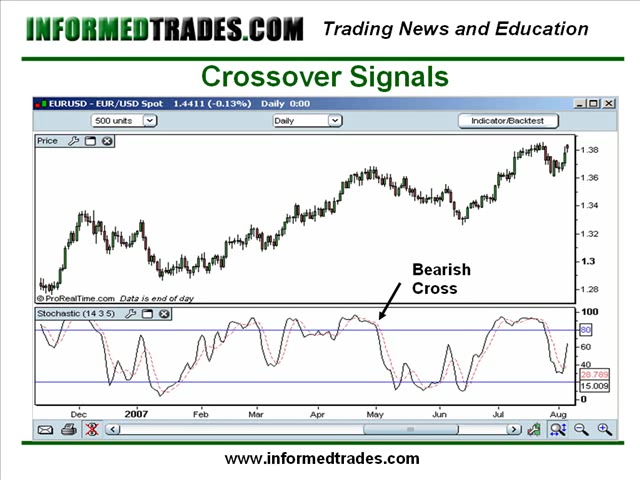 INFORMEDTRADES.COM Trading News and Education
Crossover Signals
EURUSD - EUR/USD Spot 1.4411 (-0.13%) Daily 0:00
500 units Daily Indicator/Backtest
Price
1.38
1.36
1.34
1.32
1.3
1.28
Bearish
Cross
© ProRealTime.com Data is end of day
Stochastic (14 3 5)
100
80
60
40
28.789
15.009
0
Dec 2007 Feb Mar Apr May Jun Jul Aug
www.informedtrades.com